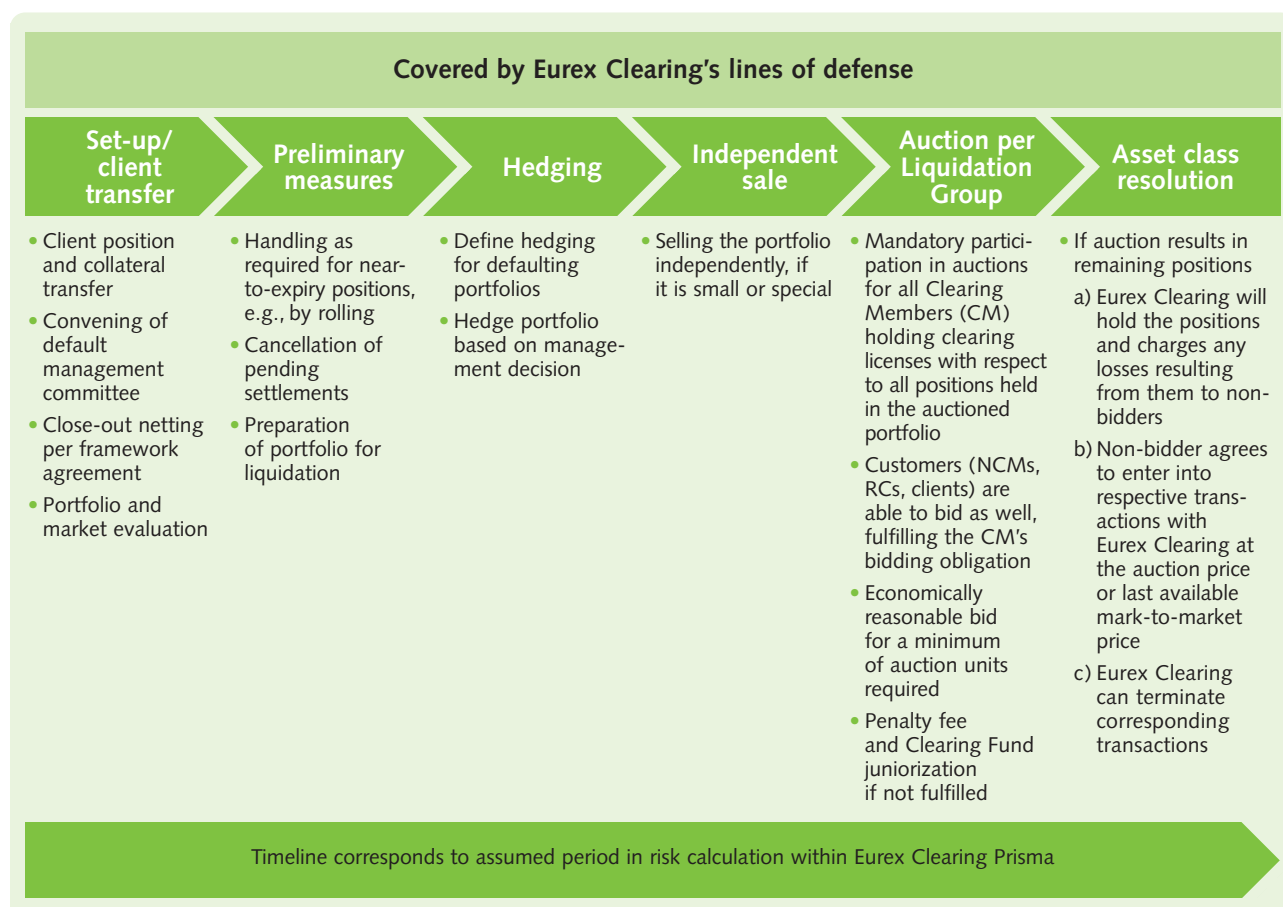 Covered by Eurex Clearing's lines of defense
Set-up/
client
transfer
Preliminary
measures
Hedging
Independent
sale
Auction per
Liquidation
Group
Asset class
resolution
• Client position
and collateral
transfer
• Convening of
default
management
committee
• Close-out netting
per framework
agreement
• Portfolio and
market evaluation
• Handling as
required for near-
to-expiry positions,
e.g., by rolling
• Cancellation of
pending
settlements
• Preparation
of portfolio for
liquidation
• Define hedging
for defaulting
portfolios
• Hedge portfolio
based on manage-
ment decision
• Selling the portfolio
independently, if
it is small or special
• Mandatory partici-
pation in auctions
for all Clearing
Members (CM)
holding clearing
licenses with respect
to all positions held
in the auctioned
portfolio
• Customers (NCMs,
RCs, clients) are
able to bid as well,
fulfilling the CM's
bidding obligation
• Economically
reasonable bid
for a minimum
of auction units
required
• Penalty fee
and Clearing Fund
juniorization
if not fulfilled
• If auction results in
remaining positions
a) Eurex Clearing will
hold the positions
and charges any
losses resulting
from them to non-
bidders
b) Non-bidder agrees
to enter into
respective trans-
actions with
Eurex Clearing at
the auction price
or last available
mark-to-market
price
c) Eurex Clearing
can terminate
corresponding
transactions
Timeline corresponds to assumed period in risk calculation within Eurex Clearing Prisma